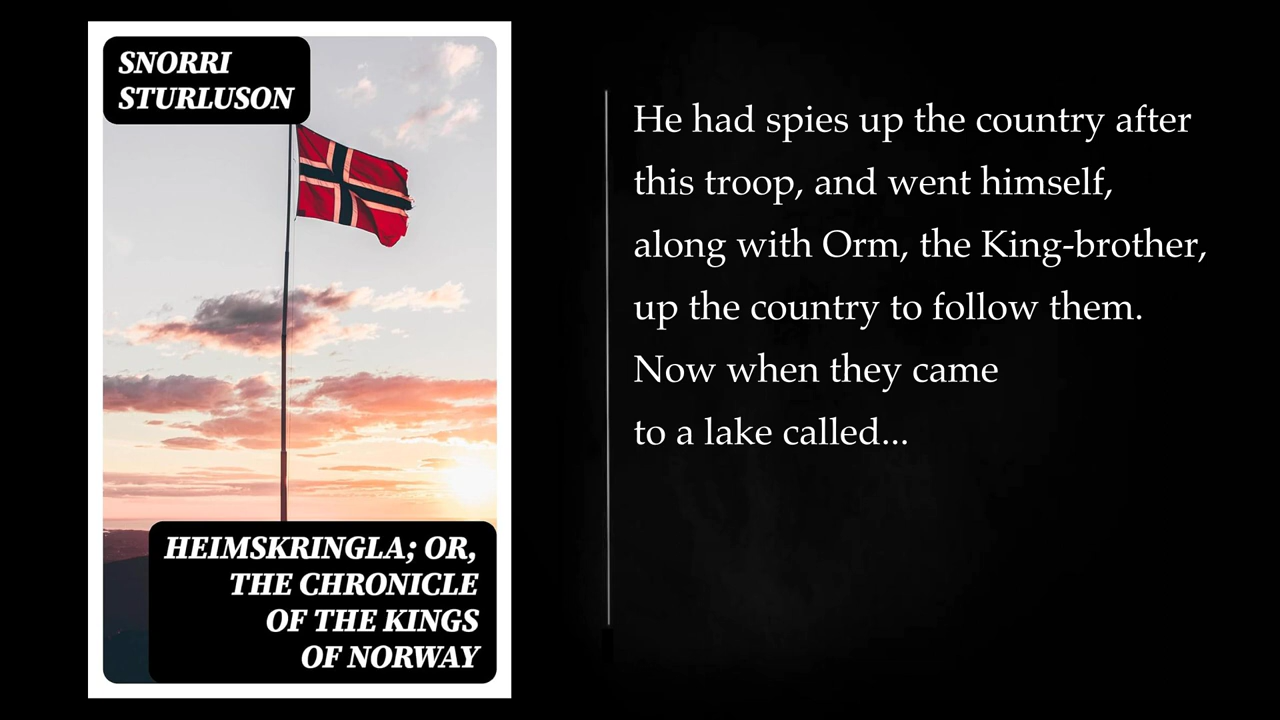 SNORRI
STURLUSON
HEIMSKRINGLA; OR,
THE CHRONICLE
OF THE KINGS
OF NORWAY
He had spies up the country after
this troop, and went himself,
along with Orm, the King-brother,
up the country to follow them.
Now when they came
to a lake called...